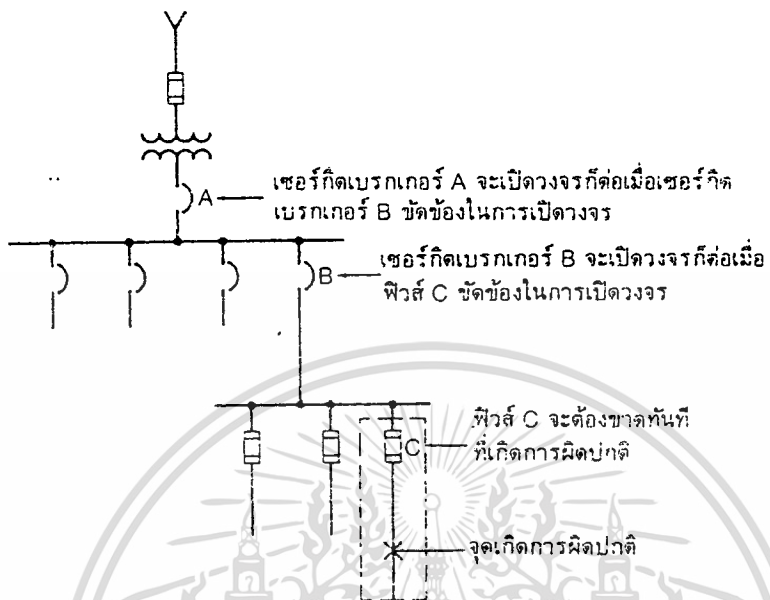 เซอร์กิตเบรกเกอร์ A จะเปิดวงจรก็ต่อเมื่อเซอร์กิต
A
เบรกเกอร์ B ขัดข้องในการเปิดวงจร
เซอร์กิตเบรกเกอร์ B จะเปิดวงจรก็ต่อเมื่อ
B
ฟิวส์ C ขัดข้องในการเปิดวงจร
ฟิวส์ C จะต้องขาดทันที
C
ที่เกิดการผิดปกติ
จุดเกิดการผิดปกติ